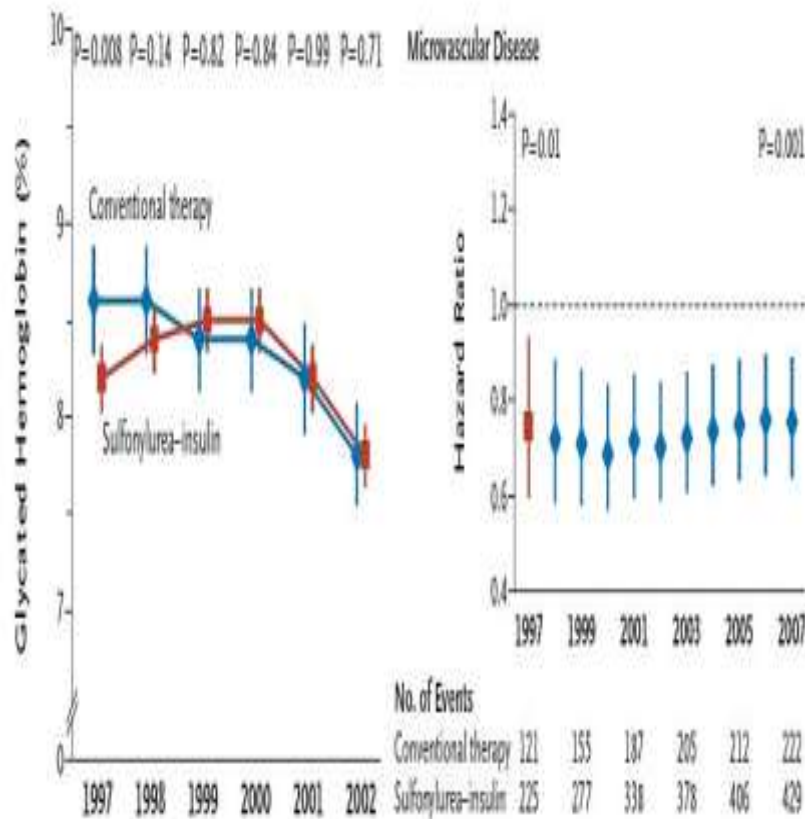 10
P=0.008 P=0.14 P=0.82 P=0.84 P=0.99 P=0.71
Glycated Hemoglobin (%)
9
Conventional therapy
8
Sulfonylurea–insulin
7
0
1997 1998 1999 2000 2001 2002
Microvascular Disease
1.4
P=0.01 P=0.001
1.2
Hazard Ratio
1.0
0.8
0.6
0.4
1997 1999 2001 2003 2005 2007
No. of Events
Conventional therapy 121 155 187 205 212 222
Sulfonylurea–insulin 225 277 338 378 406 429